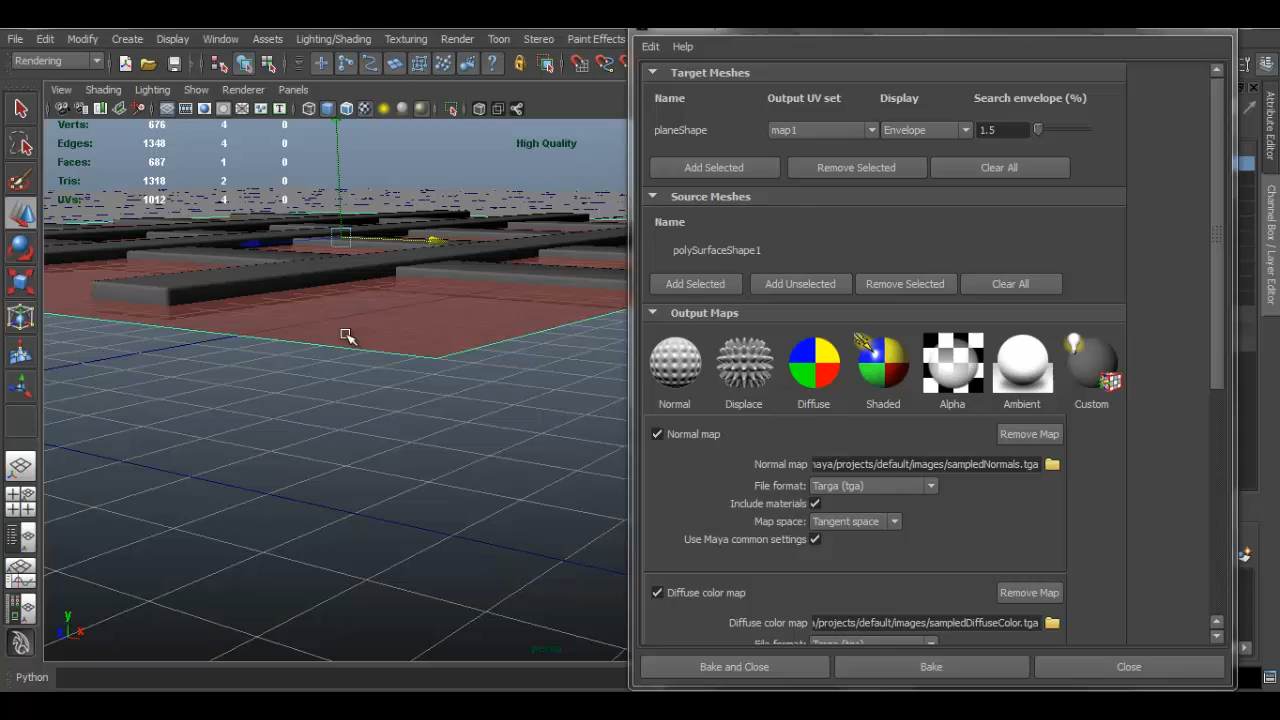 File Edit Modify Create Display Window Assets Lighting/Shading Texturing Render Toon Stereo Paint Effects
Rendering
View Shading Lighting Show Renderer Panels
Verts: 676 4 0
Edges: 1348 4 0
Faces: 687 1 0
Tris: 1318 2 0
UVs: 1012 4 0
High Quality
y
z x
persp
Python
Edit Help
Target Meshes
Name Output UV set Display Search envelope (%)
planeShape map1 Envelope 1.5
Add Selected Remove Selected Clear All
Source Meshes
Name
polySurfaceShape1
Add Selected Add Unselected Remove Selected Clear All
Output Maps
Normal Displace Diffuse Shaded Alpha Ambient Custom
Normal map Remove Map
Normal map naya/projects/default/images/sampledNormals.tga
File format: Targa (tga)
Include materials
Map space: Tangent space
Use Maya common settings
Diffuse color map Remove Map
Diffuse color map /projects/default/images/sampledDiffuseColor.tga
File format: Targa (tga)
Bake and Close Bake Close
Attribute Editor
Channel Box / Layer Editor